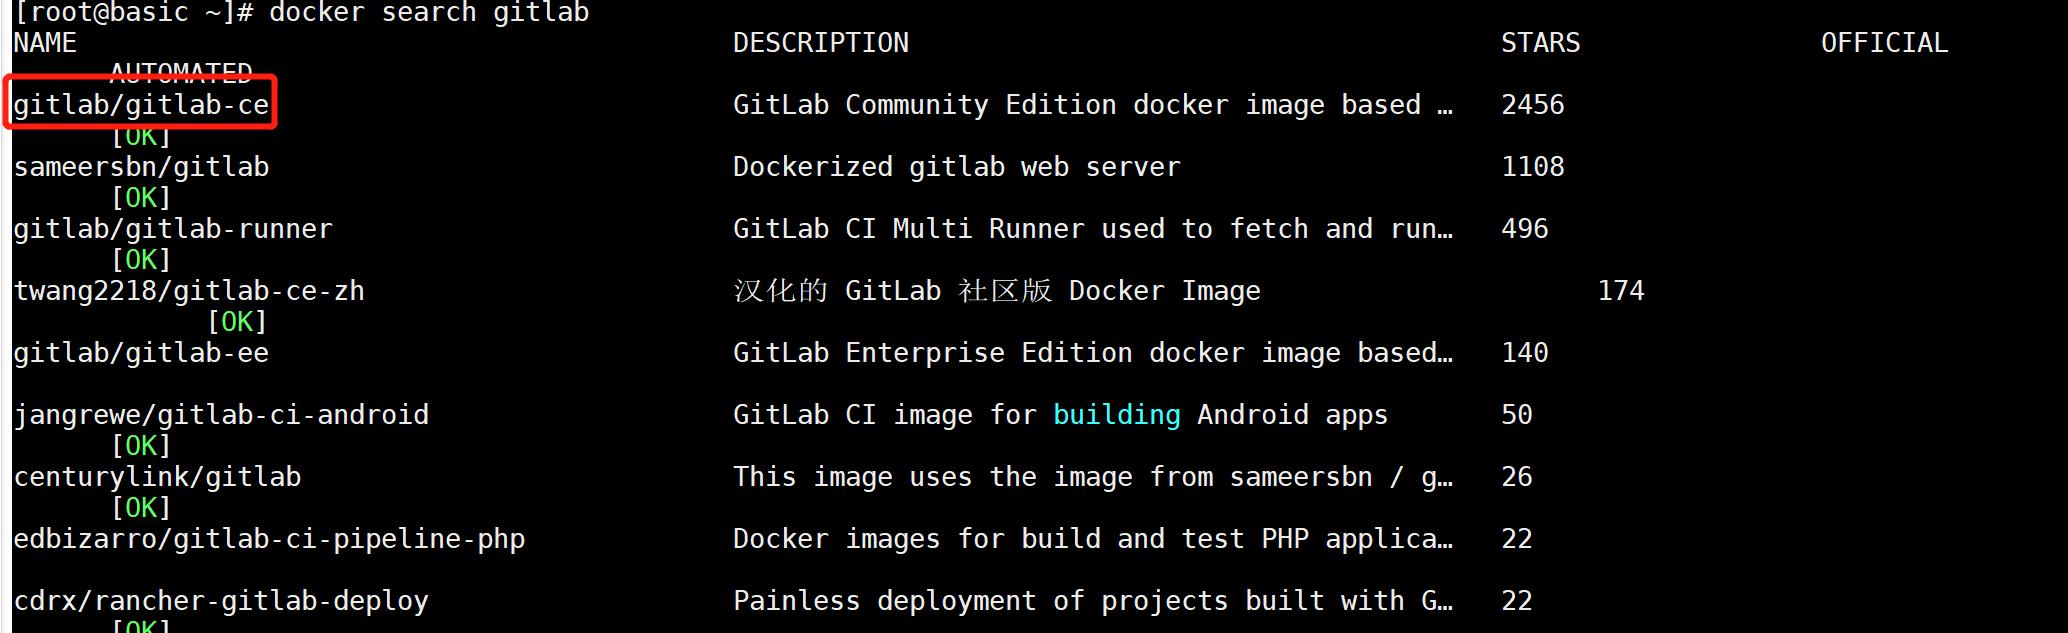 [root@basic ~]# docker search gitlab
NAME DESCRIPTION STARS OFFICIAL
AUTOMATED
gitlab/gitlab-ce GitLab Community Edition docker image based … 2456
[OK]
sameersbn/gitlab Dockerized gitlab web server 1108
[OK]
gitlab/gitlab-runner GitLab CI Multi Runner used to fetch and run… 496
[OK]
twang2218/gitlab-ce-zh 汉化的 GitLab 社区版 Docker Image 174
[OK]
gitlab/gitlab-ee GitLab Enterprise Edition docker image based… 140
jangrewe/gitlab-ci-android GitLab CI image for building Android apps 50
[OK]
centurylink/gitlab This image uses the image from sameersbn / g… 26
[OK]
edbizarro/gitlab-ci-pipeline-php Docker images for build and test PHP applica… 22
cdrx/rancher-gitlab-deploy Painless deployment of projects built with G… 22
[OK]